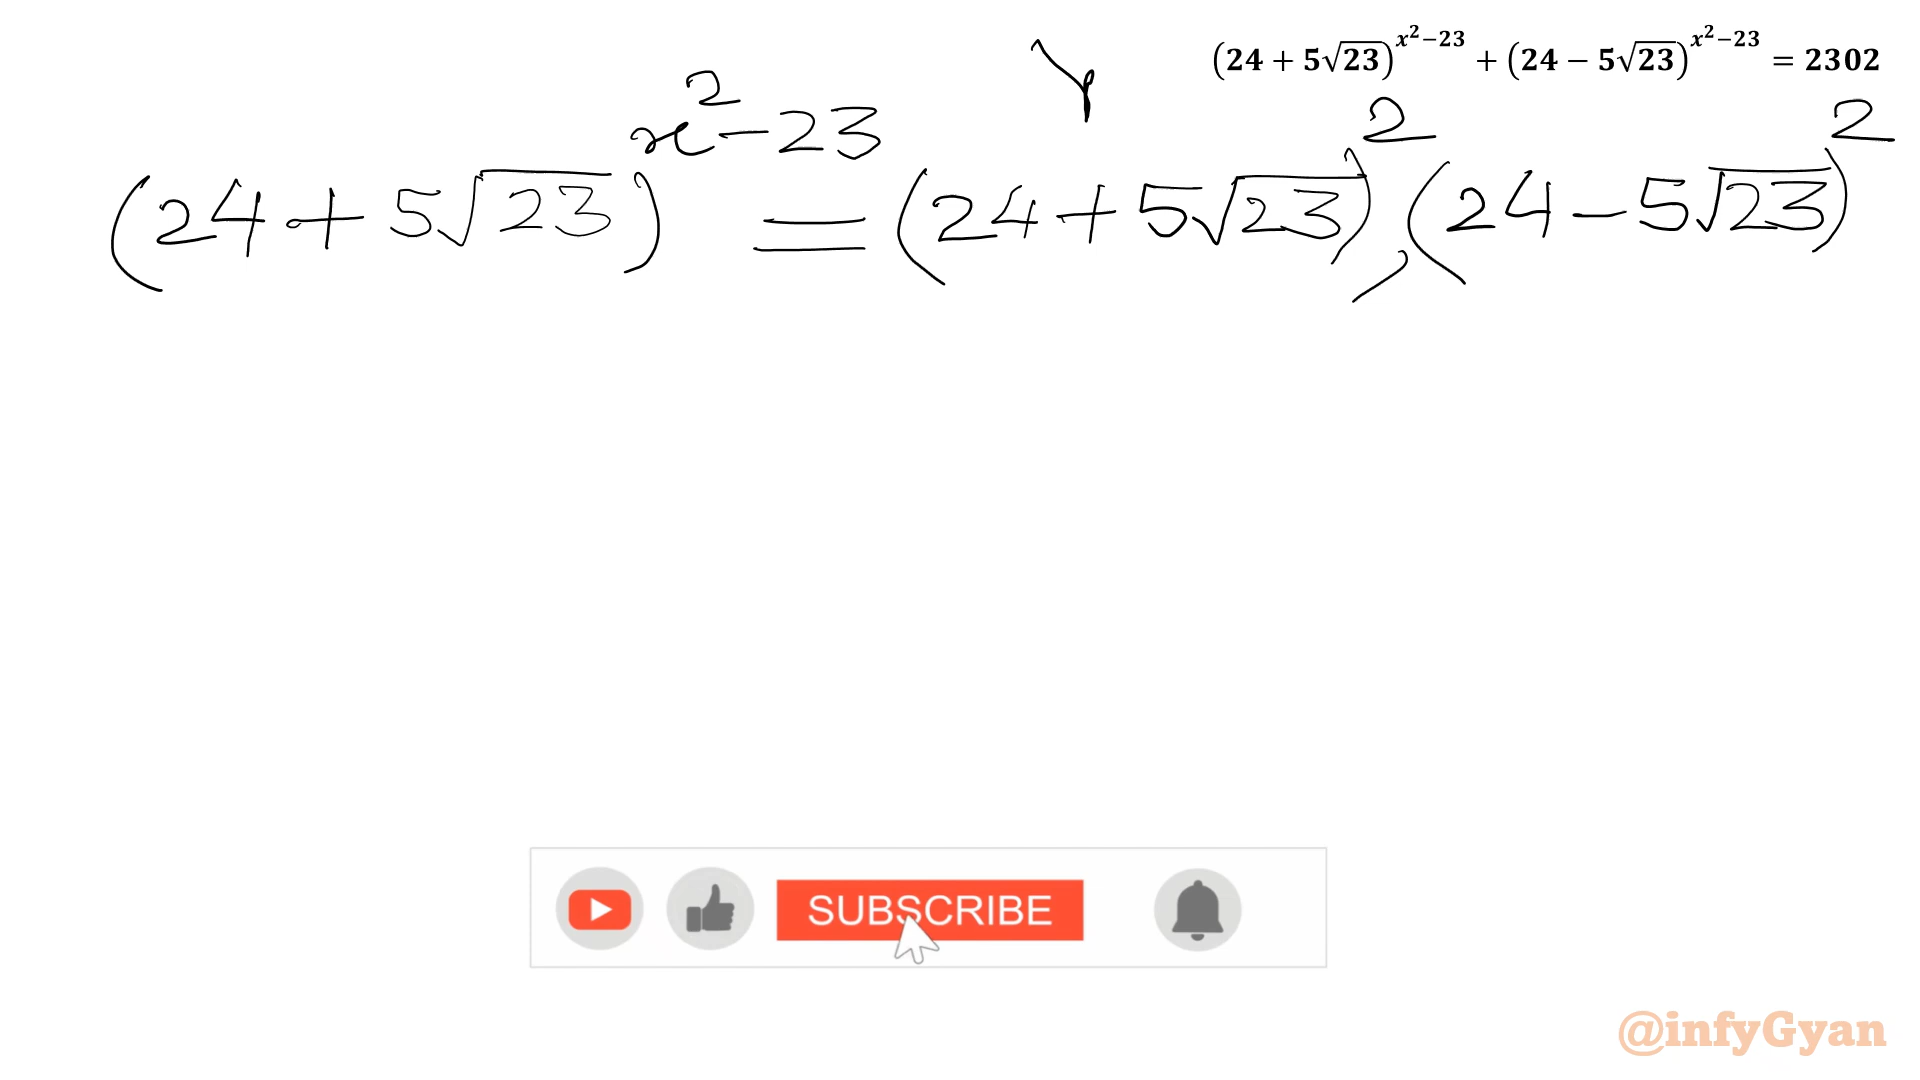 (24 + 5√23)^{x²−23} + (24 − 5√23)^{x²−23} = 2302
(24 + 5√23)^{x²−23} = (24 + 5√23)², (24 − 5√23)²
SUBSCRIBE
@infyGyan